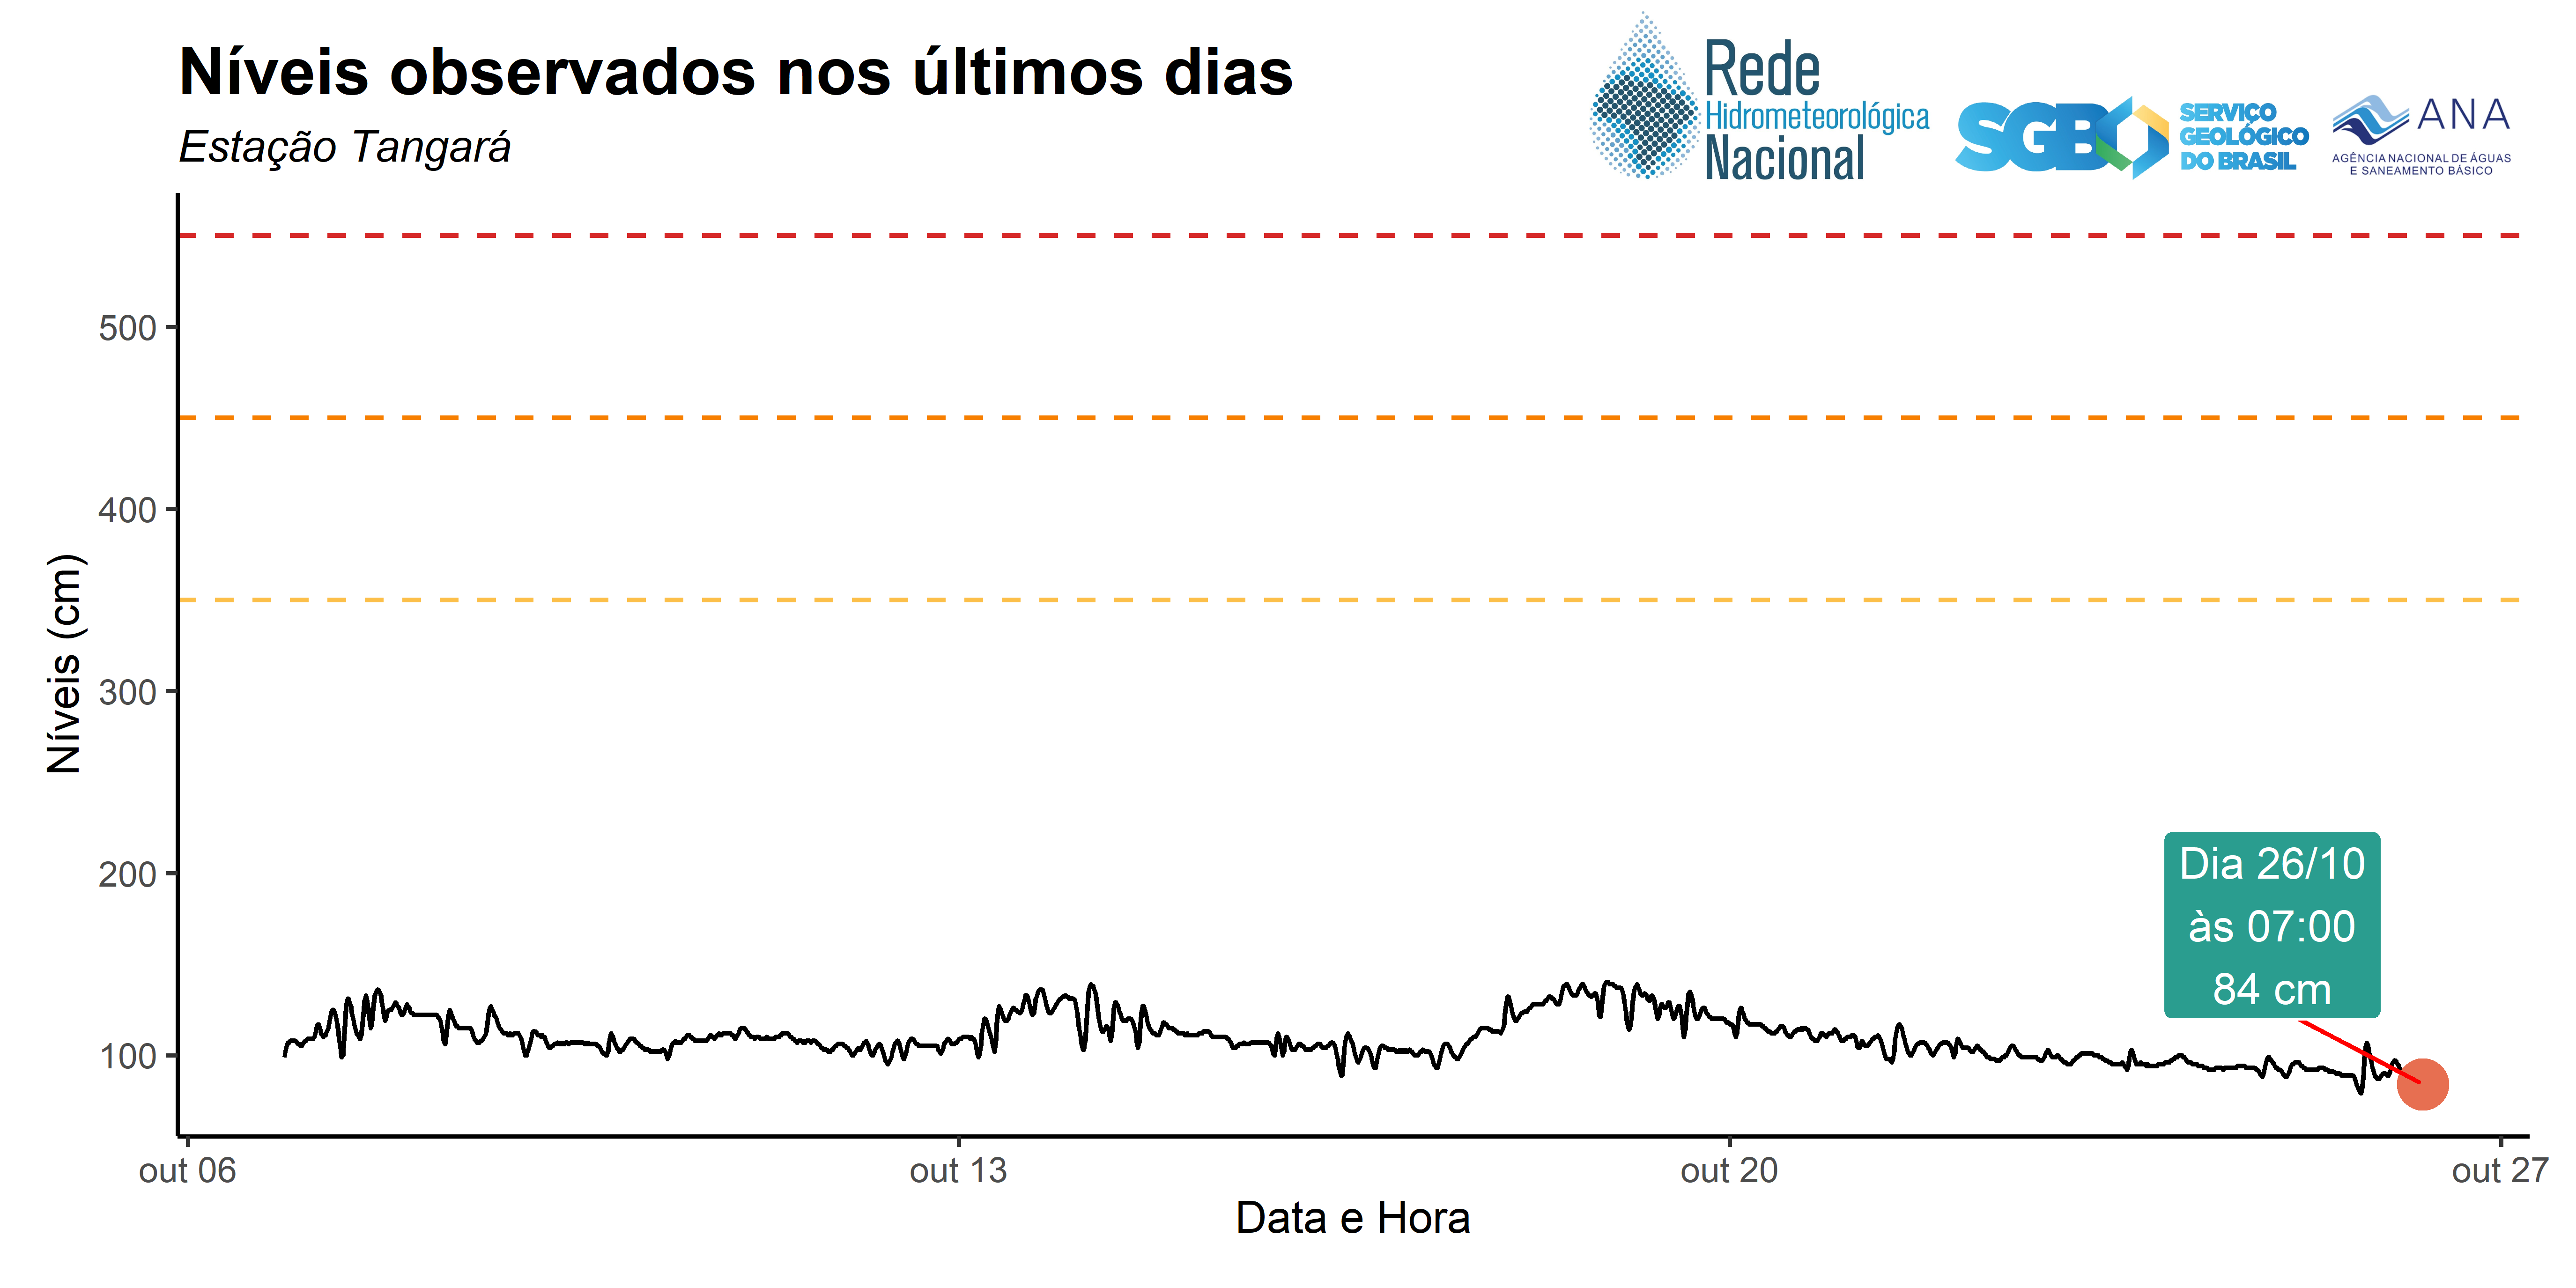 Níveis observados nos últimos dias
Estação Tangará
Rede
Hidrometeorológica
Nacional
SGB
SERVIÇO
GEOLÓGICO
DO BRASIL
ANA
AGÊNCIA NACIONAL DE ÁGUAS
E SANEAMENTO BÁSICO
Níveis (cm)
500
400
300
200
100
Dia 26/10
às 07:00
84 cm
out 06
out 13
out 20
out 27
Data e Hora